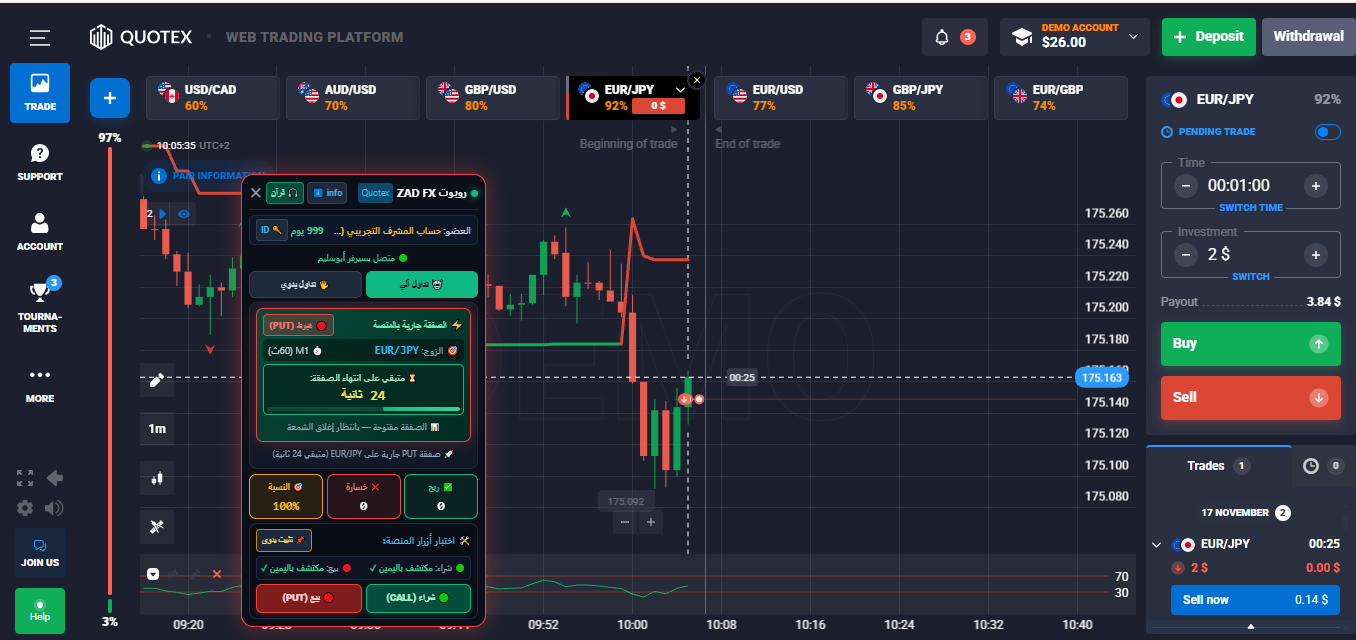 QUOTEX
WEB TRADING PLATFORM
3
DEMO ACCOUNT
$26.00
Deposit
Withdrawal
TRADE
SUPPORT
ACCOUNT
3
TOURNA-
MENTS
MORE
JOIN US
Help
+
USD/CAD
60%
AUD/USD
70%
GBP/USD
80%
EUR/JPY
92%
0 $
EUR/USD
77%
GBP/JPY
85%
EUR/GBP
74%
97%
3%
10:05:35 UTC+2
Beginning of trade
End of trade
2
1m
قرآن
info
Quotex
روبوت ZAD FX
العضو: حساب المشرف التجريبي (...
999 يوم
ID
متصل بسيرفر أبوسليم
تداول آلي
تداول يدوي
الصفقة جارية بالمنصة
هبوط (PUT)
الزوج: EUR/JPY
M1 (60ث)
متبقي على انتهاء الصفقة:
24 ثانية
الصفقة مفتوحة — بانتظار إغلاق الشمعة
صفقة PUT جارية على EUR/JPY (متبقي 24 ثانية)
ربح
0
خسارة
0
النسبة
100%
اختبار أزرار المنصة:
تثبيت يدوي
شراء: مكتشف باليمين ✓
بيع: مكتشف باليمين ✓
شراء (CALL)
بيع (PUT)
00:25
175.092
175.260
175.240
175.220
175.200
175.180
175.163
175.140
175.120
175.100
175.080
70
30
09:20
09:52
10:00
10:08
10:16
10:24
10:32
10:40
EUR/JPY
92%
PENDING TRADE
Time
00:01:00
SWITCH TIME
Investment
2 $
SWITCH
Payout
3.84 $
Buy
Sell
Trades
1
0
17 NOVEMBER
2
EUR/JPY
00:25
2 $
0.00 $
Sell now
0.14 $